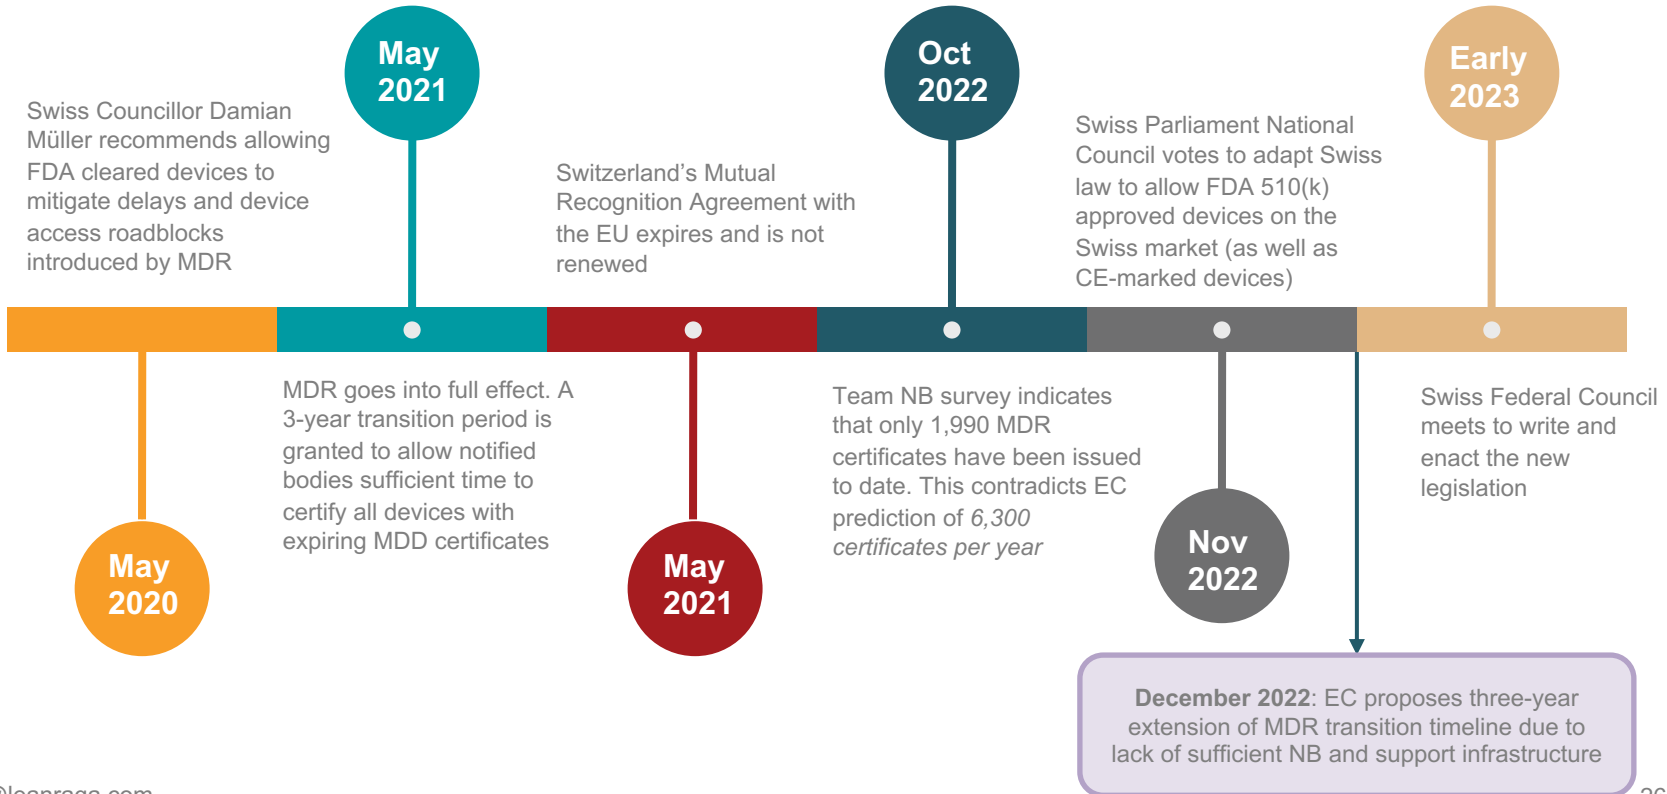 May
2021
Oct
2022
Early
2023
Swiss Councillor Damian
Müller recommends allowing
FDA cleared devices to
mitigate delays and device
access roadblocks
introduced by MDR
Switzerland's Mutual
Recognition Agreement with
the EU expires and is not
renewed
Swiss Parliament National
Council votes to adapt Swiss
law to allow FDA 510(k)
approved devices on the
Swiss market (as well as
CE-marked devices)
MDR goes into full effect. A
3-year transition period is
granted to allow notified
bodies sufficient time to
certify all devices with
expiring MDD certificates
Team NB survey indicates
that only 1,990 MDR
certificates have been issued
to date. This contradicts EC
prediction of 6,300
certificates per year
Swiss Federal Council
meets to write and
enact the new
legislation
May
2020
May
2021
Nov
2022
December 2022: EC proposes three-year
extension of MDR transition timeline due to
lack of sufficient NB and support infrastructure